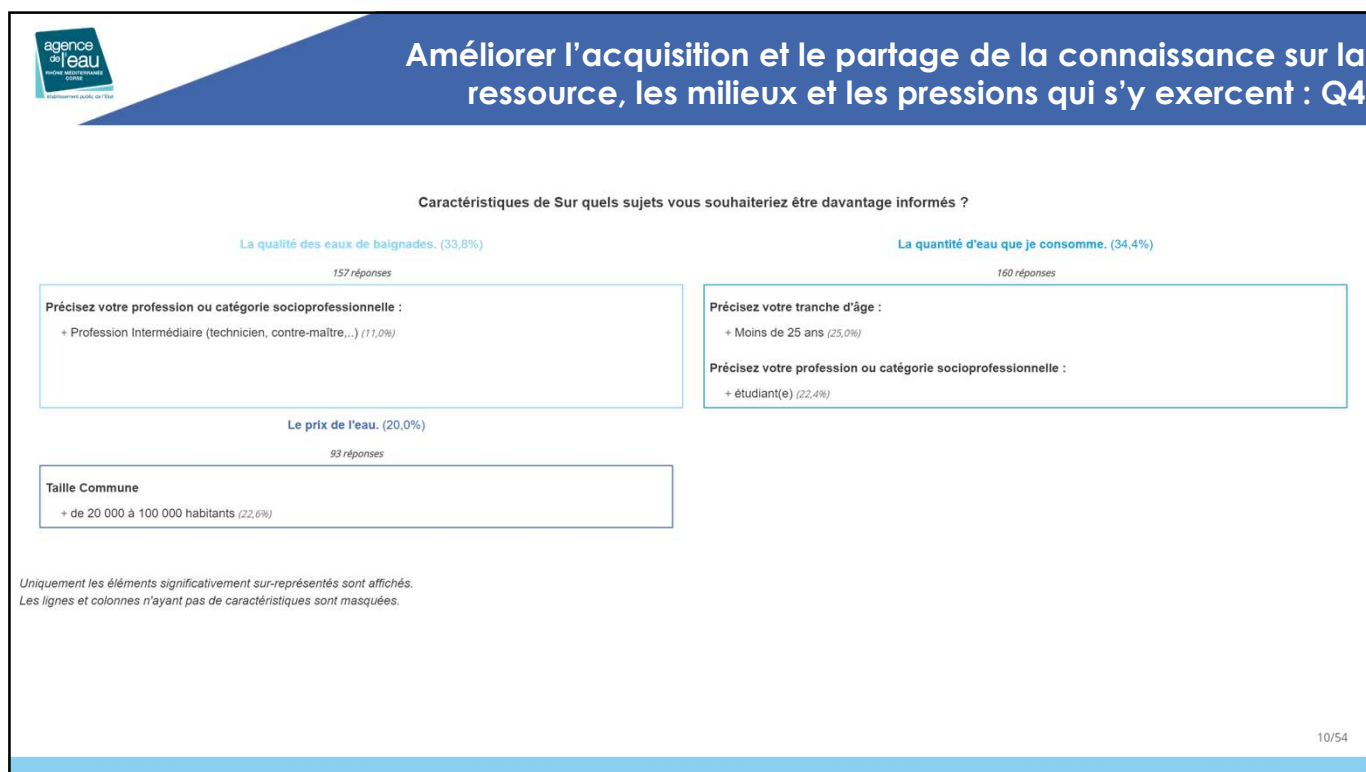 agence
de l'eau
RHÔNE MÉDITERRANÉE
CORSE
établissement public de l'État
Améliorer l'acquisition et le partage de la connaissance sur la
ressource, les milieux et les pressions qui s'y exercent : Q4
Caractéristiques de Sur quels sujets vous souhaiteriez être davantage informés ?
La qualité des eaux de baignades. (33,8%)
157 réponses
Précisez votre profession ou catégorie socioprofessionnelle :
+ Profession Intermédiaire (technicien, contre-maître,..) (11,0%)
La quantité d'eau que je consomme. (34,4%)
160 réponses
Précisez votre tranche d'âge :
+ Moins de 25 ans (25,0%)
Précisez votre profession ou catégorie socioprofessionnelle :
+ étudiant(e) (22,4%)
Le prix de l'eau. (20,0%)
93 réponses
Taille Commune
+ de 20 000 à 100 000 habitants (22,6%)
Uniquement les éléments significativement sur-représentés sont affichés.
Les lignes et colonnes n'ayant pas de caractéristiques sont masquées.
10/54